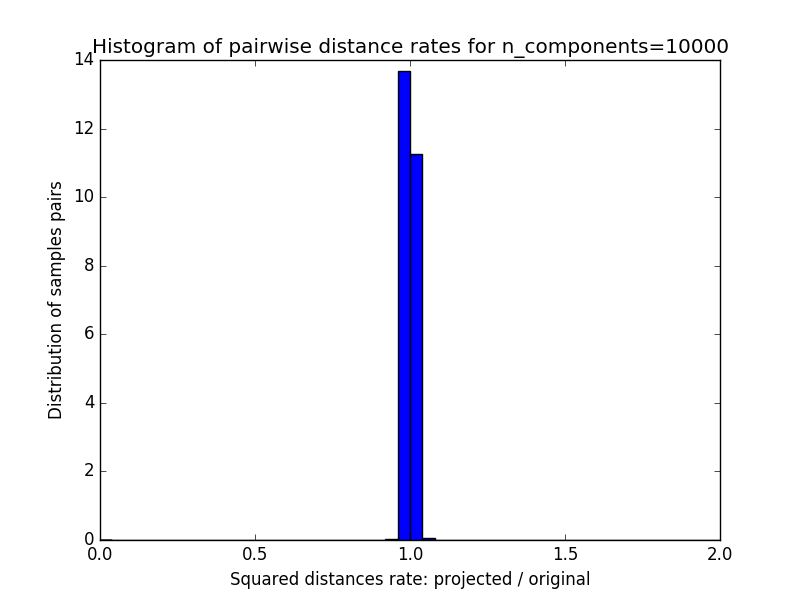 Histogram of pairwise distance rates for n_components=10000
14
12
10
8
6
4
2
0
Distribution of samples pairs
0.0 0.5 1.0 1.5 2.0
Squared distances rate: projected / original